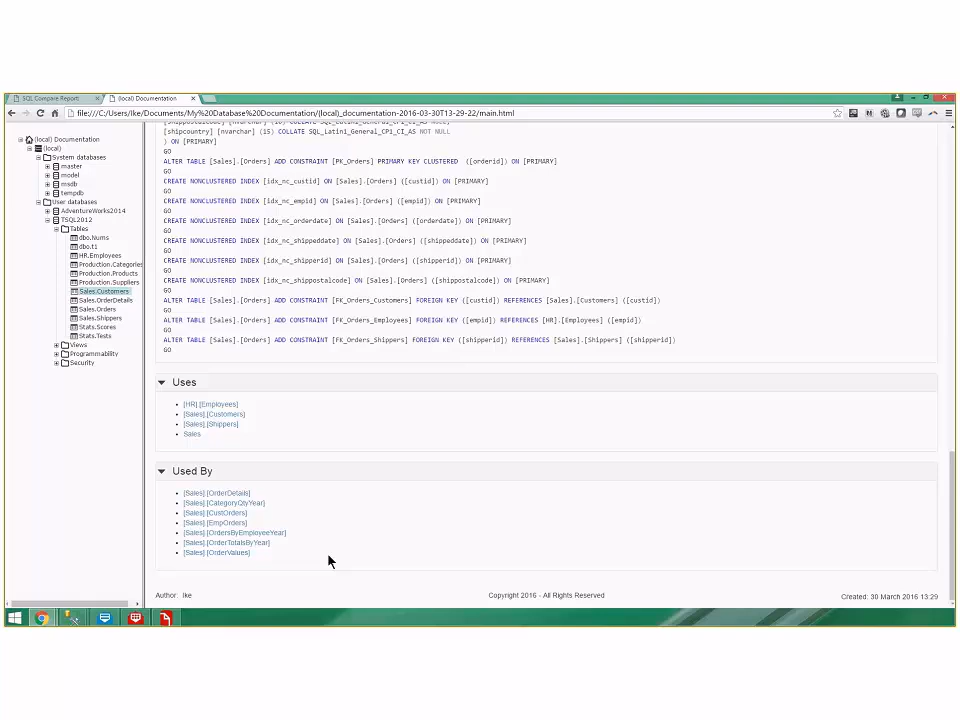 SQL Compare Report
(local) Documentation
file:///C:/Users/Ike/Documents/My%20Database%20Documentation/(local)_documentation-2016-03-30T13-29-22/main.html
(local) Documentation
(local)
System databases
master
model
msdb
tempdb
User databases
AdventureWorks2014
TSQL2012
Tables
dbo.Nums
dbo.t1
HR.Employees
Production.Categories
Production.Products
Production.Suppliers
Sales.Customers
Sales.OrderDetails
Sales.Orders
Sales.Shippers
Stats.Scores
Stats.Tests
Views
Programmability
Security
[shipcountry] [nvarchar] (15) COLLATE SQL_Latin1_General_CP1_CI_AS NOT NULL
) ON [PRIMARY]
GO
ALTER TABLE [Sales].[Orders] ADD CONSTRAINT [PK_Orders] PRIMARY KEY CLUSTERED  ([orderid]) ON [PRIMARY]
GO
CREATE NONCLUSTERED INDEX [idx_nc_custid] ON [Sales].[Orders] ([custid]) ON [PRIMARY]
GO
CREATE NONCLUSTERED INDEX [idx_nc_empid] ON [Sales].[Orders] ([empid]) ON [PRIMARY]
GO
CREATE NONCLUSTERED INDEX [idx_nc_orderdate] ON [Sales].[Orders] ([orderdate]) ON [PRIMARY]
GO
CREATE NONCLUSTERED INDEX [idx_nc_shippeddate] ON [Sales].[Orders] ([shippeddate]) ON [PRIMARY]
GO
CREATE NONCLUSTERED INDEX [idx_nc_shipperid] ON [Sales].[Orders] ([shipperid]) ON [PRIMARY]
GO
CREATE NONCLUSTERED INDEX [idx_nc_shippostalcode] ON [Sales].[Orders] ([shippostalcode]) ON [PRIMARY]
GO
ALTER TABLE [Sales].[Orders] ADD CONSTRAINT [FK_Orders_Customers] FOREIGN KEY ([custid]) REFERENCES [Sales].[Customers] ([custid])
GO
ALTER TABLE [Sales].[Orders] ADD CONSTRAINT [FK_Orders_Employees] FOREIGN KEY ([empid]) REFERENCES [HR].[Employees] ([empid])
GO
ALTER TABLE [Sales].[Orders] ADD CONSTRAINT [FK_Orders_Shippers] FOREIGN KEY ([shipperid]) REFERENCES [Sales].[Shippers] ([shipperid])
GO
Uses
[HR].[Employees]
[Sales].[Customers]
[Sales].[Shippers]
Sales
Used By
[Sales].[OrderDetails]
[Sales].[CategoryQtyYear]
[Sales].[CustOrders]
[Sales].[EmpOrders]
[Sales].[OrdersByEmployeeYear]
[Sales].[OrderTotalsByYear]
[Sales].[OrderValues]
Author:  Ike
Copyright 2016 - All Rights Reserved
Created: 30 March 2016 13:29